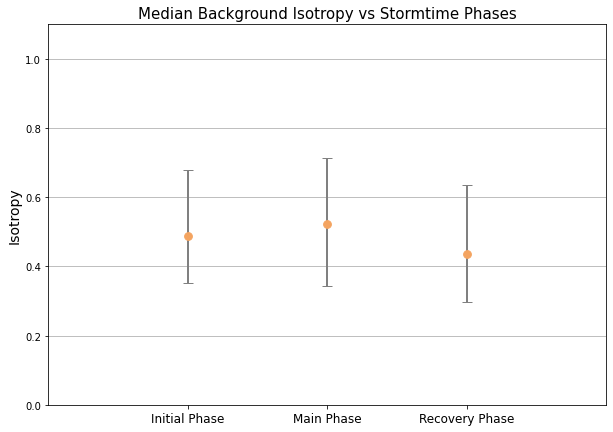 Median Background Isotropy vs Stormtime Phases
1.0
0.8
0.6
0.4
0.2
0.0
Isotropy
Initial Phase
Main Phase
Recovery Phase